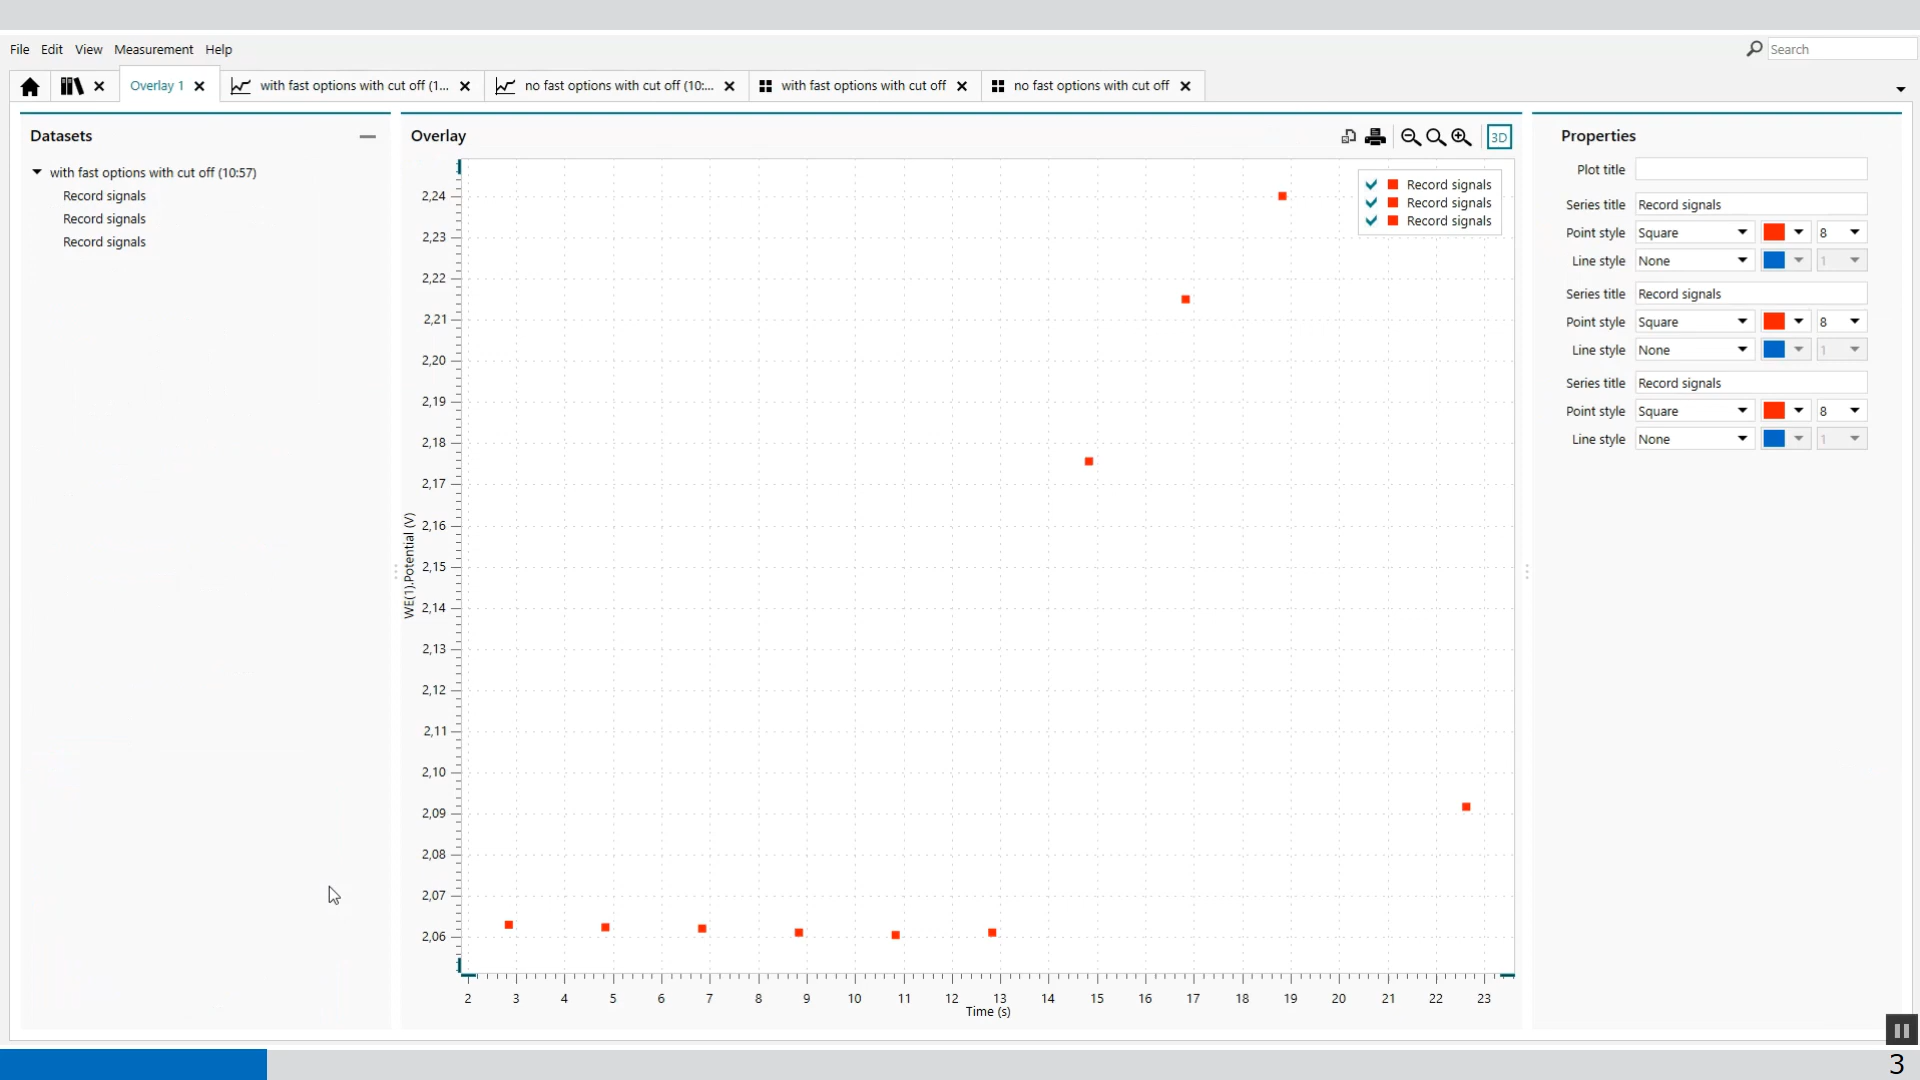 File Edit View Measurement Help
Search
Overlay 1
with fast options with cut off (1...
no fast options with cut off (10:...
with fast options with cut off
no fast options with cut off
Datasets
with fast options with cut off (10:57)
Record signals
Record signals
Record signals
Overlay
3D
Record signals
Record signals
Record signals
WE(1).Potential (V)
2,24
2,23
2,22
2,21
2,20
2,19
2,18
2,17
2,16
2,15
2,14
2,13
2,12
2,11
2,10
2,09
2,08
2,07
2,06
2 3 4 5 6 7 8 9 10 11 12 13 14 15 16 17 18 19 20 21 22 23
Time (s)
Properties
Plot title
Series title Record signals
Point style Square 8
Line style None 1
Series title Record signals
Point style Square 8
Line style None 1
Series title Record signals
Point style Square 8
Line style None 1
3